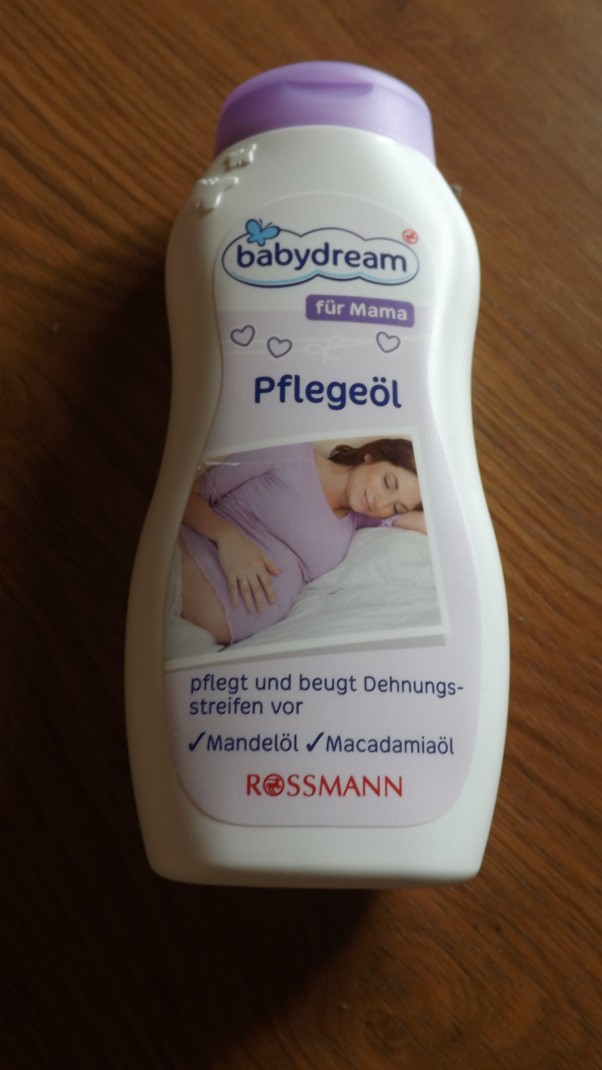 babydream
für Mama
Pflegeöl
pflegt und beugt Dehnungs-
streifen vor
✓Mandelöl ✓Macadamiaöl
ROSSMANN